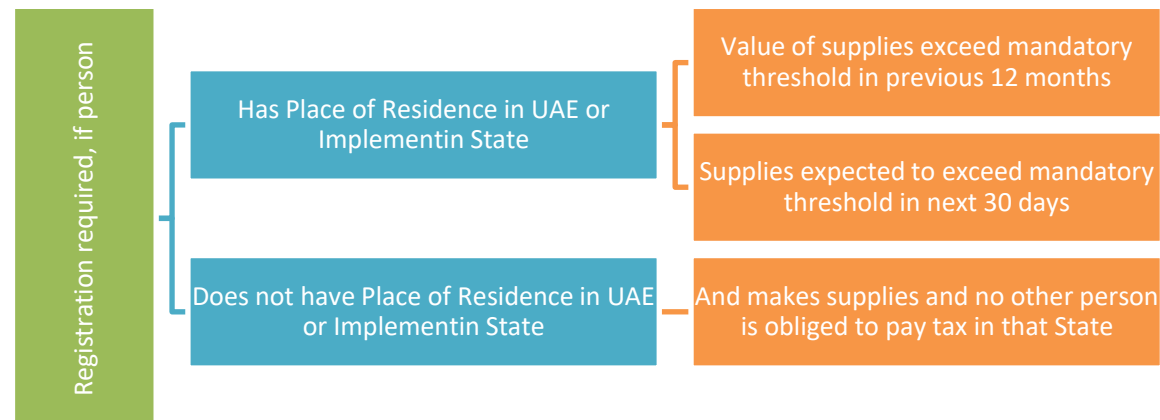 Registration required, if person
Has Place of Residence in UAE or
Implementin State
Value of supplies exceed mandatory
threshold in previous 12 months
Supplies expected to exceed mandatory
threshold in next 30 days
Does not have Place of Residence in UAE
or Implementin State
And makes supplies and no other person
is obliged to pay tax in that State